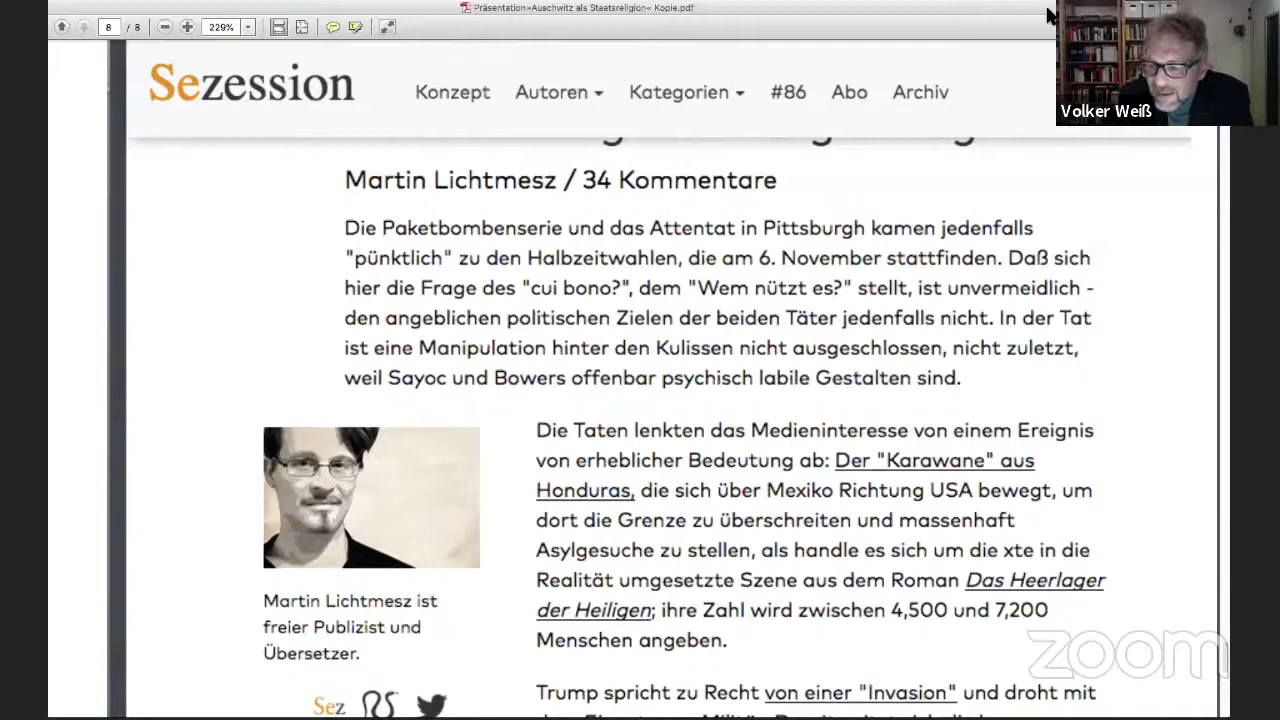 Präsentation»Auschwitz als Staatsreligion« Kopie.pdf
8 / 8 229%
Sezession
Konzept Autoren Kategorien #86 Abo Archiv
Volker Weiß
Martin Lichtmesz / 34 Kommentare
Die Paketbombenserie und das Attentat in Pittsburgh kamen jedenfalls
"pünktlich" zu den Halbzeitwahlen, die am 6. November stattfinden. Daß sich
hier die Frage des "cui bono?", dem "Wem nützt es?" stellt, ist unvermeidlich -
den angeblichen politischen Zielen der beiden Täter jedenfalls nicht. In der Tat
ist eine Manipulation hinter den Kulissen nicht ausgeschlossen, nicht zuletzt,
weil Sayoc und Bowers offenbar psychisch labile Gestalten sind.
Die Taten lenkten das Medieninteresse von einem Ereignis
von erheblicher Bedeutung ab: Der "Karawane" aus
Honduras, die sich über Mexiko Richtung USA bewegt, um
dort die Grenze zu überschreiten und massenhaft
Asylgesuche zu stellen, als handle es sich um die xte in die
Realität umgesetzte Szene aus dem Roman Das Heerlager
der Heiligen; ihre Zahl wird zwischen 4,500 und 7,200
Menschen angeben.
Martin Lichtmesz ist
freier Publizist und
Übersetzer.
Sez
Trump spricht zu Recht von einer "Invasion" und droht mit
zoom